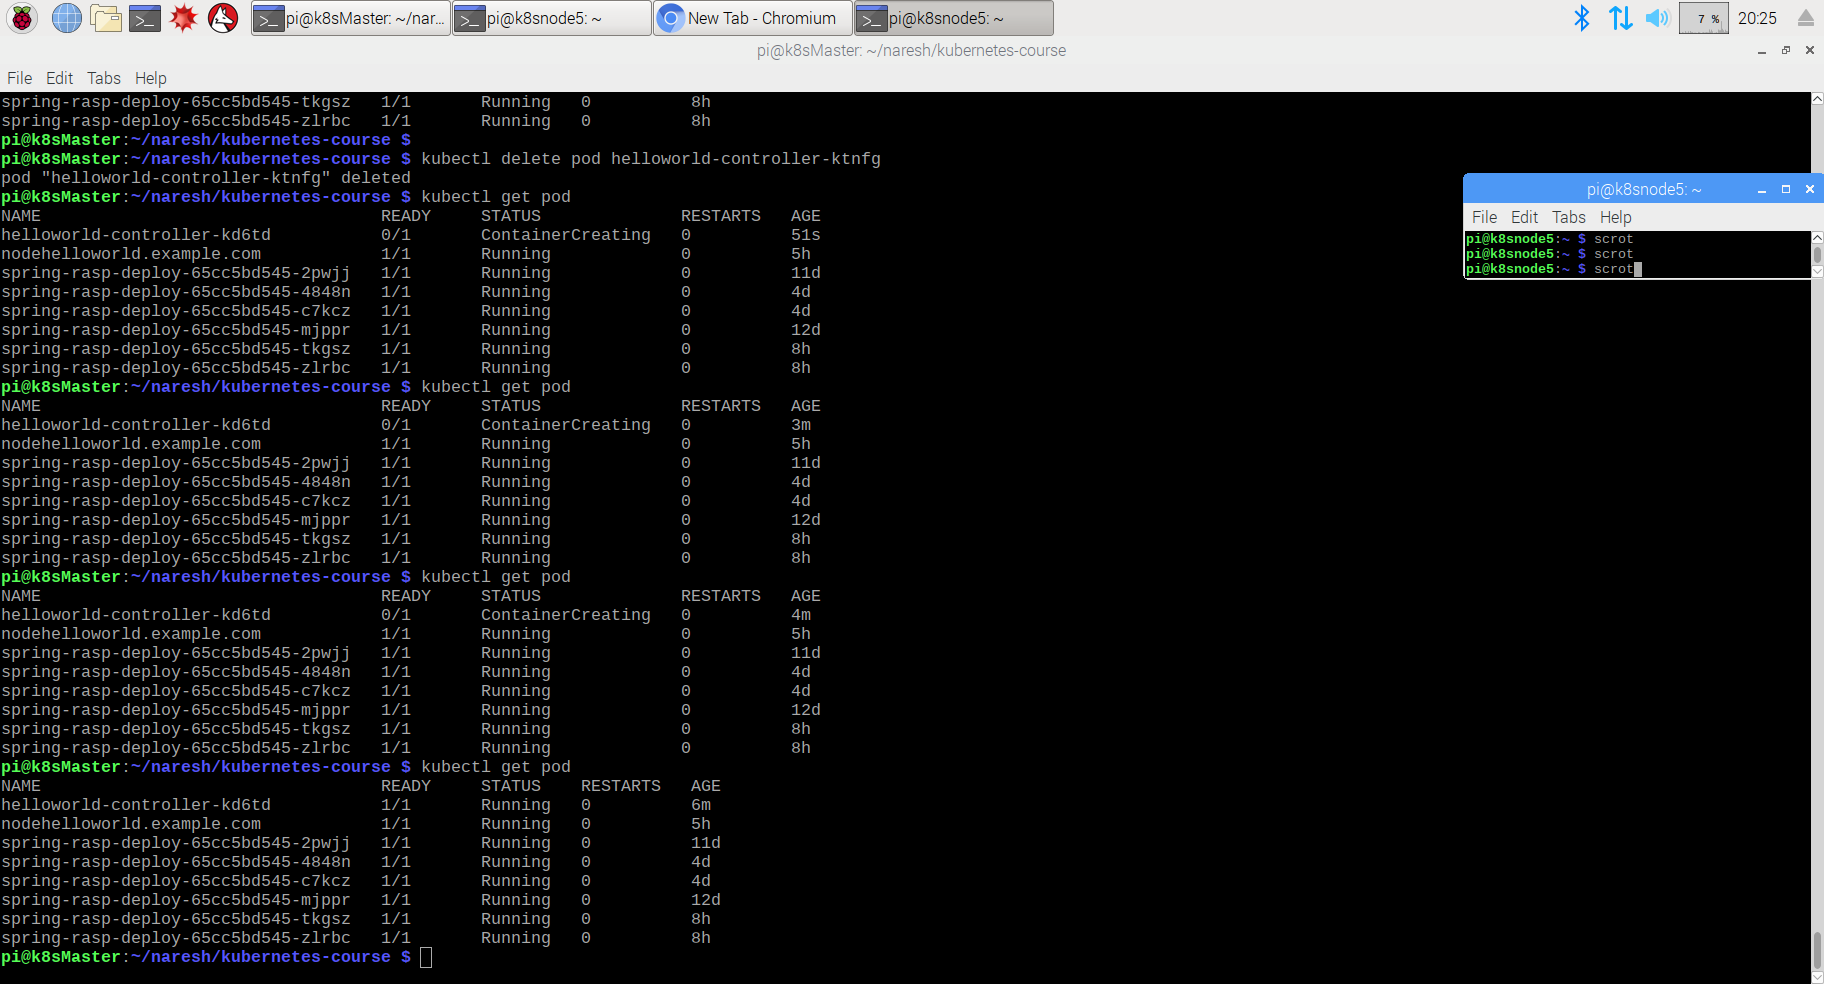 pi@k8sMaster: ~/nar... pi@k8snode5: ~ New Tab - Chromium pi@k8snode5: ~ 7 % 20:25
pi@k8sMaster: ~/naresh/kubernetes-course
File Edit Tabs Help
spring-rasp-deploy-65cc5bd545-tkgsz 1/1 Running 0 8h
spring-rasp-deploy-65cc5bd545-zlrbc 1/1 Running 0 8h
pi@k8sMaster:~/naresh/kubernetes-course $
pi@k8sMaster:~/naresh/kubernetes-course $ kubectl delete pod helloworld-controller-ktnfg
pod "helloworld-controller-ktnfg" deleted
pi@k8sMaster:~/naresh/kubernetes-course $ kubectl get pod
NAME READY STATUS RESTARTS AGE
helloworld-controller-kd6td 0/1 ContainerCreating 0 51s
nodehelloworld.example.com 1/1 Running 0 5h
spring-rasp-deploy-65cc5bd545-2pwjj 1/1 Running 0 11d
spring-rasp-deploy-65cc5bd545-4848n 1/1 Running 0 4d
spring-rasp-deploy-65cc5bd545-c7kcz 1/1 Running 0 4d
spring-rasp-deploy-65cc5bd545-mjppr 1/1 Running 0 12d
spring-rasp-deploy-65cc5bd545-tkgsz 1/1 Running 0 8h
spring-rasp-deploy-65cc5bd545-zlrbc 1/1 Running 0 8h
pi@k8sMaster:~/naresh/kubernetes-course $ kubectl get pod
NAME READY STATUS RESTARTS AGE
helloworld-controller-kd6td 0/1 ContainerCreating 0 3m
nodehelloworld.example.com 1/1 Running 0 5h
spring-rasp-deploy-65cc5bd545-2pwjj 1/1 Running 0 11d
spring-rasp-deploy-65cc5bd545-4848n 1/1 Running 0 4d
spring-rasp-deploy-65cc5bd545-c7kcz 1/1 Running 0 4d
spring-rasp-deploy-65cc5bd545-mjppr 1/1 Running 0 12d
spring-rasp-deploy-65cc5bd545-tkgsz 1/1 Running 0 8h
spring-rasp-deploy-65cc5bd545-zlrbc 1/1 Running 0 8h
pi@k8sMaster:~/naresh/kubernetes-course $ kubectl get pod
NAME READY STATUS RESTARTS AGE
helloworld-controller-kd6td 0/1 ContainerCreating 0 4m
nodehelloworld.example.com 1/1 Running 0 5h
spring-rasp-deploy-65cc5bd545-2pwjj 1/1 Running 0 11d
spring-rasp-deploy-65cc5bd545-4848n 1/1 Running 0 4d
spring-rasp-deploy-65cc5bd545-c7kcz 1/1 Running 0 4d
spring-rasp-deploy-65cc5bd545-mjppr 1/1 Running 0 12d
spring-rasp-deploy-65cc5bd545-tkgsz 1/1 Running 0 8h
spring-rasp-deploy-65cc5bd545-zlrbc 1/1 Running 0 8h
pi@k8sMaster:~/naresh/kubernetes-course $ kubectl get pod
NAME READY STATUS RESTARTS AGE
helloworld-controller-kd6td 1/1 Running 0 6m
nodehelloworld.example.com 1/1 Running 0 5h
spring-rasp-deploy-65cc5bd545-2pwjj 1/1 Running 0 11d
spring-rasp-deploy-65cc5bd545-4848n 1/1 Running 0 4d
spring-rasp-deploy-65cc5bd545-c7kcz 1/1 Running 0 4d
spring-rasp-deploy-65cc5bd545-mjppr 1/1 Running 0 12d
spring-rasp-deploy-65cc5bd545-tkgsz 1/1 Running 0 8h
spring-rasp-deploy-65cc5bd545-zlrbc 1/1 Running 0 8h
pi@k8sMaster:~/naresh/kubernetes-course $
pi@k8snode5: ~
File Edit Tabs Help
pi@k8snode5:~ $ scrot
pi@k8snode5:~ $ scrot
pi@k8snode5:~ $ scrot